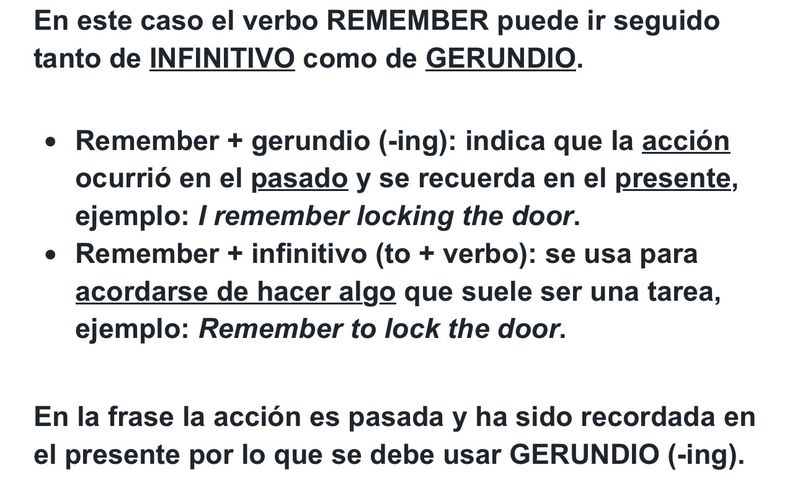 En este caso el verbo REMEMBER puede ir seguido
tanto de INFINITIVO como de GERUNDIO.
• Remember + gerundio (-ing): indica que la acción
ocurrió en el pasado y se recuerda en el presente,
ejemplo: I remember locking the door.
• Remember + infinitivo (to + verbo): se usa para
acordarse de hacer algo que suele ser una tarea,
ejemplo: Remember to lock the door.
En la frase la acción es pasada y ha sido recordada en
el presente por lo que se debe usar GERUNDIO (-ing).